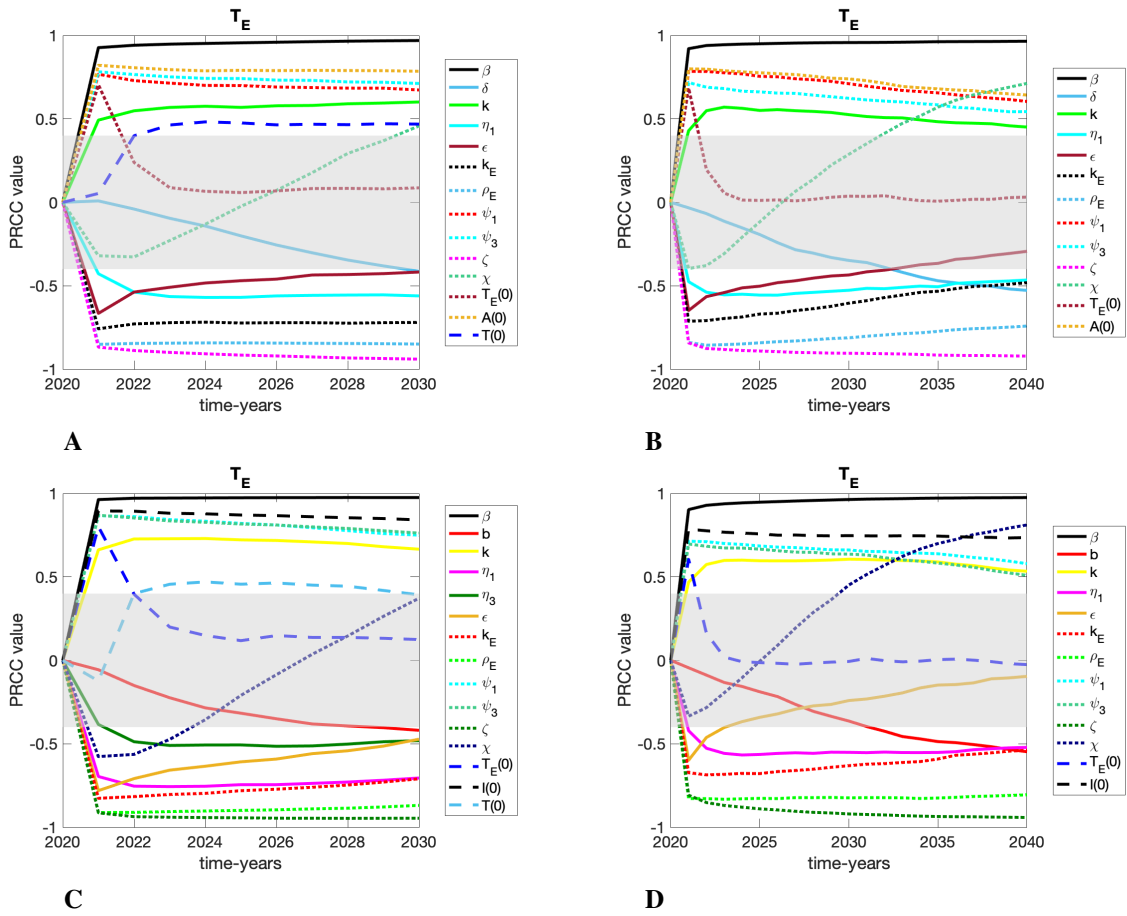 T_E
PRCC value
1
0.5
0
-0.5
-1
2020 2022 2024 2026 2028 2030
time-years
β
δ
k
η_1
ϵ
k_E
ρ_E
ψ_1
ψ_3
ζ
χ
T_E(0)
A(0)
T(0)
A
T_E
PRCC value
1
0.5
0
-0.5
-1
2020 2025 2030 2035 2040
time-years
β
δ
k
η_1
ϵ
k_E
ρ_E
ψ_1
ψ_3
ζ
χ
T_E(0)
A(0)
B
T_E
PRCC value
1
0.5
0
-0.5
-1
2020 2022 2024 2026 2028 2030
time-years
β
b
k
η_1
η_3
ϵ
k_E
ρ_E
ψ_1
ψ_3
ζ
χ
T_E(0)
I(0)
T(0)
C
T_E
PRCC value
1
0.5
0
-0.5
-1
2020 2025 2030 2035 2040
time-years
β
b
k
η_1
ϵ
k_E
ρ_E
ψ_1
ψ_3
ζ
χ
T_E(0)
I(0)
D